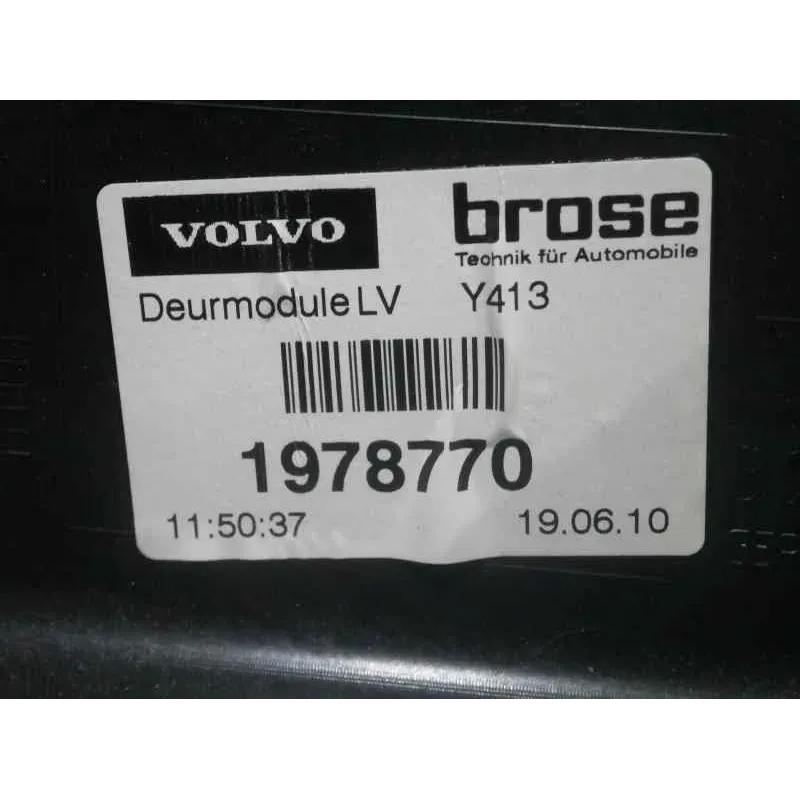 VOLVO brose
Technik für Automobile
Deurmodule LV Y413
1978770
11:50:37 19.06.10